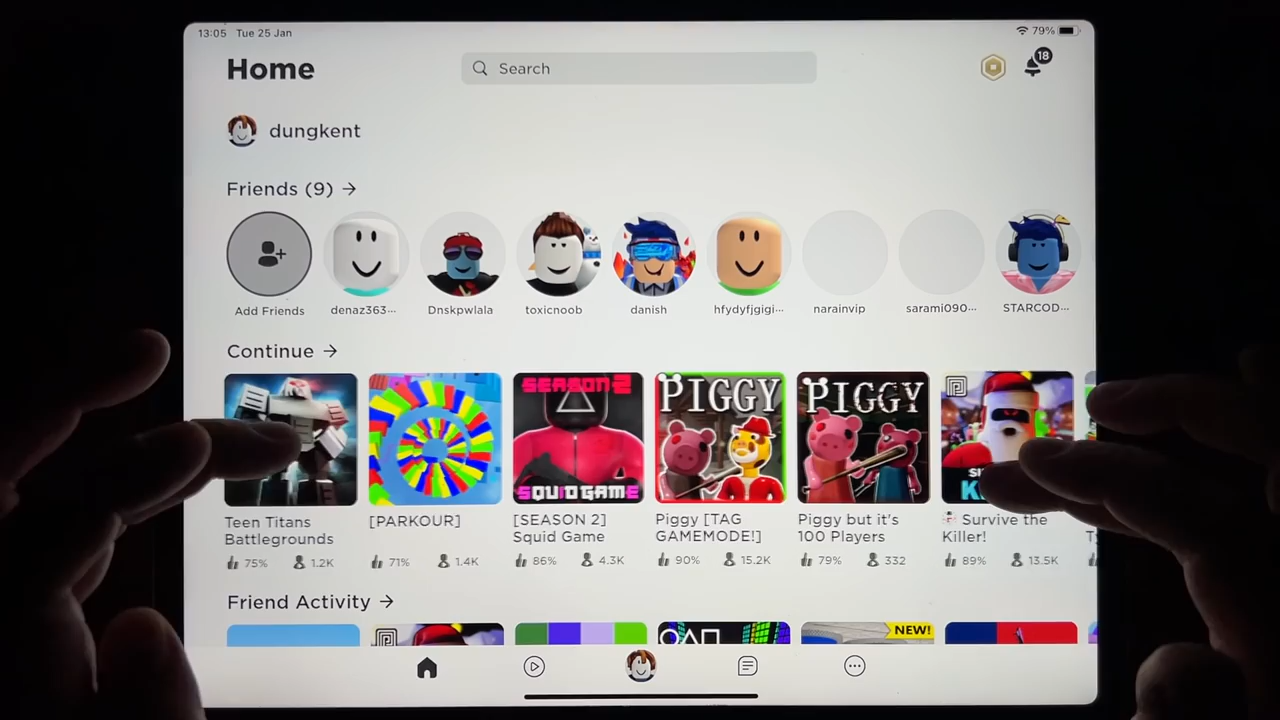 13:05 Tue 25 Jan
79%
Home
Search
18
dungkent
Friends (9) →
Add Friends
denaz363...
Dnskpwlala
toxicnoob
danish
hfydyfjgigi...
narainvip
sarami090...
STARCOD...
Continue →
SEASON 2
SQUID GAME
PIGGY
PIGGY
Teen Titans
Battlegrounds
75% 1.2K
[PARKOUR]
71% 1.4K
[SEASON 2]
Squid Game
86% 4.3K
Piggy [TAG
GAMEMODE!]
90% 15.2K
Piggy but it's
100 Players
79% 332
Survive the
Killer!
89% 13.5K
Friend Activity →
NEW!